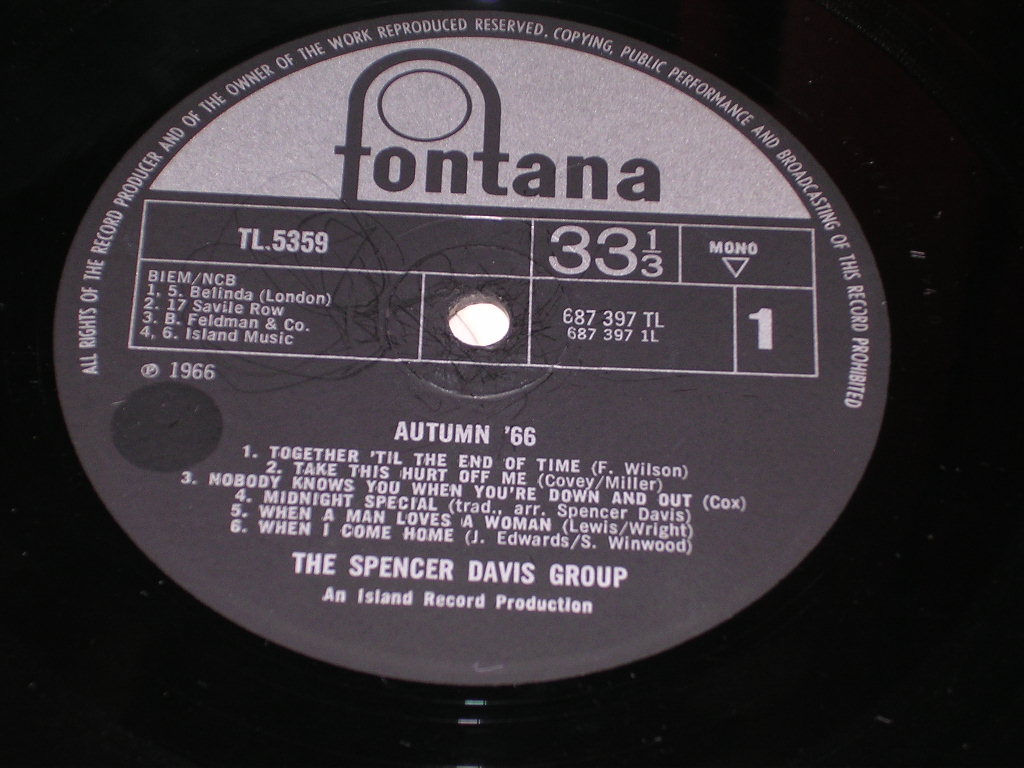 ALL RIGHTS OF THE RECORD PRODUCER AND OF THE OWNER OF THE WORK REPRODUCED RESERVED. COPYING, PUBLIC PERFORMANCE AND BROADCASTING OF THIS RECORD PROHIBITED
fontana
TL.5359
33 1/3
MONO
BIEM/NCB
1. 5. Belinda (London)
2. 17 Savile Row
3. B. Feldman & Co.
4, 6. Island Music
687 397 TL
687 397 1L
1
℗ 1966
AUTUMN '66
1. TOGETHER 'TIL THE END OF TIME (F. Wilson)
2. TAKE THIS HURT OFF ME (Covey/Miller)
3. NOBODY KNOWS YOU WHEN YOU'RE DOWN AND OUT (Cox)
4. MIDNIGHT SPECIAL (trad., arr. Spencer Davis)
5. WHEN A MAN LOVES A WOMAN (Lewis/Wright)
6. WHEN I COME HOME (J. Edwards/S. Winwood)
THE SPENCER DAVIS GROUP
An Island Record Production